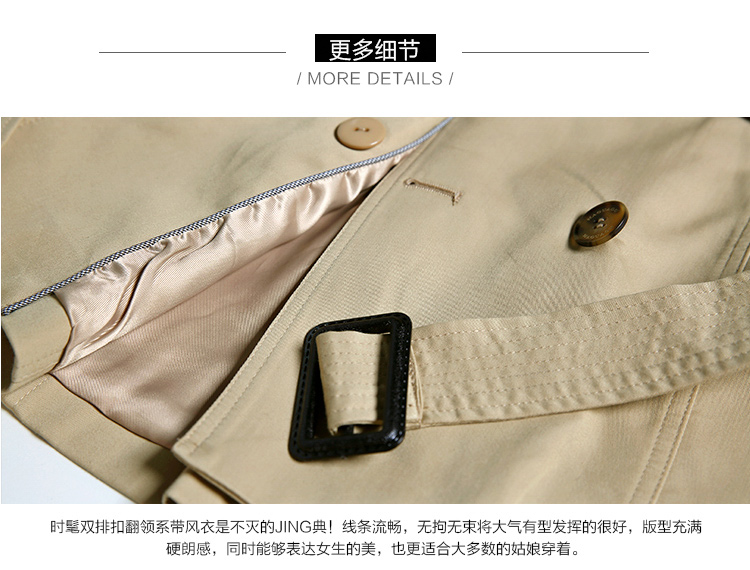 更多细节
/ MORE DETAILS /
时髦双排扣翻领系带风衣是不灭的JING典！线条流畅，无拘无束将大气有型发挥的很好，版型充满
硬朗感，同时能够表达女生的美，也更适合大多数的姑娘穿着。